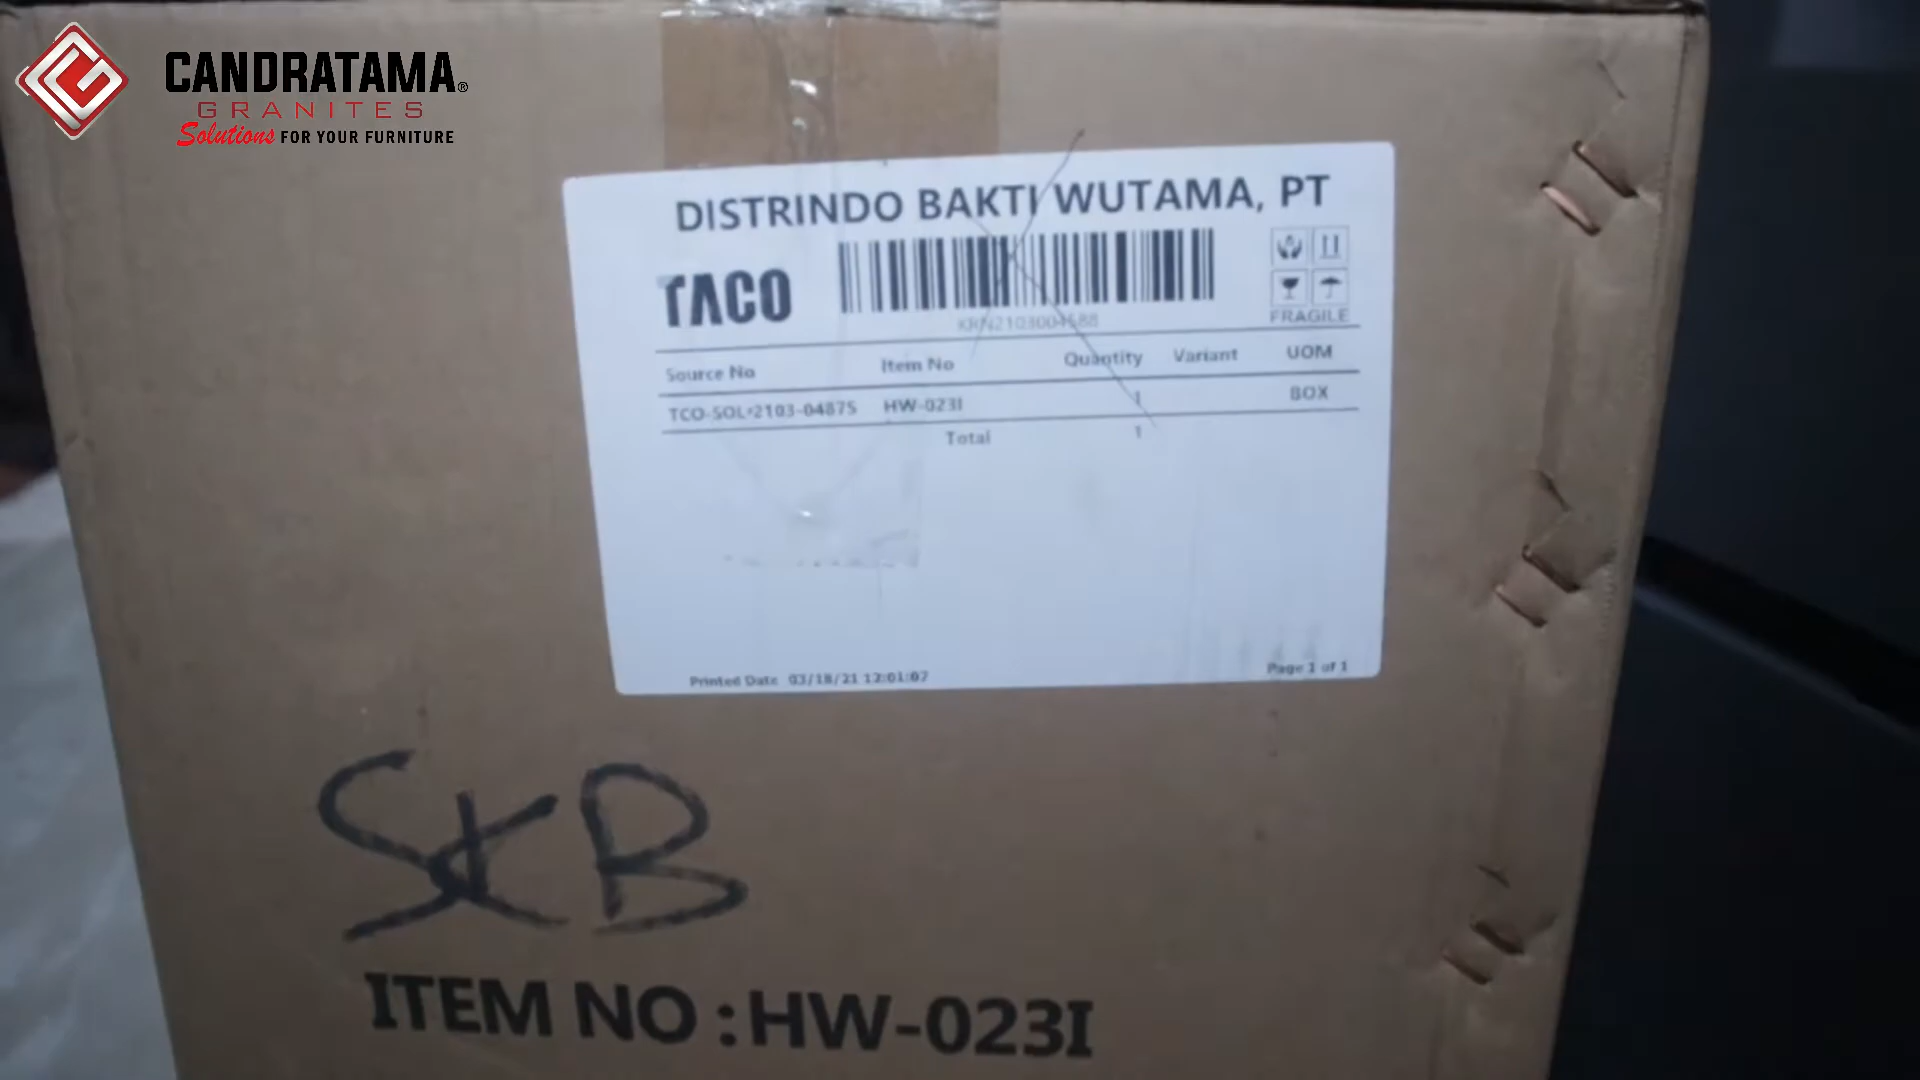 CANDRATAMA®
GRANITES
Solutions FOR YOUR FURNITURE
DISTRINDO BAKTI WUTAMA, PT
TACO
KRN2103004588
FRAGILE
Source No Item No Quantity Variant UOM
TCO-SOL+2103-04875 HW-023I 1 BOX
Total 1
Printed Date 03/18/21 12:01:07 Page 1 of 1
SKB
ITEM NO : HW-023I